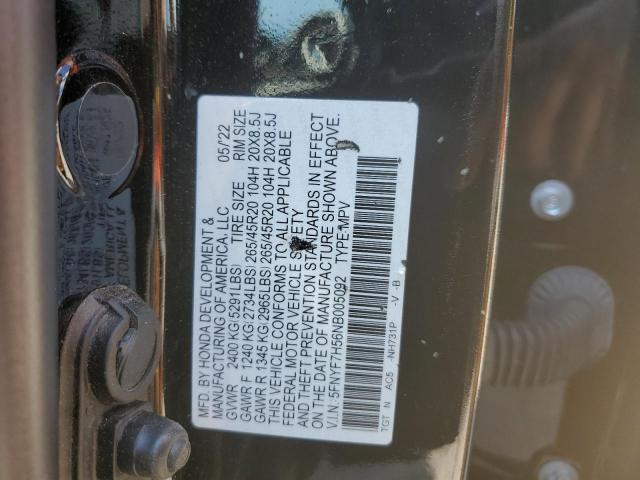 MFD. BY HONDA DEVELOPMENT &
MANUFACTURING OF AMERICA, LLC 05/'22
GVWR 2400 KG(5291LBS) TIRE SIZE RIM SIZE
GAWR F 1240 KG(2734LBS) 265/45R20 104H 20X8.5J
GAWR R 1345 KG(2965LBS) 265/45R20 104H 20X8.5J
THIS VEHICLE CONFORMS TO ALL APPLICABLE
FEDERAL MOTOR VEHICLE SAFETY
AND THEFT PREVENTION STANDARDS IN EFFECT
ON THE DATE OF MANUFACTURE SHOWN ABOVE.
V.I.N: 5FNYF7H56NB005092 TYPE:MPV
TGT N AC5 -NH731P -V -B